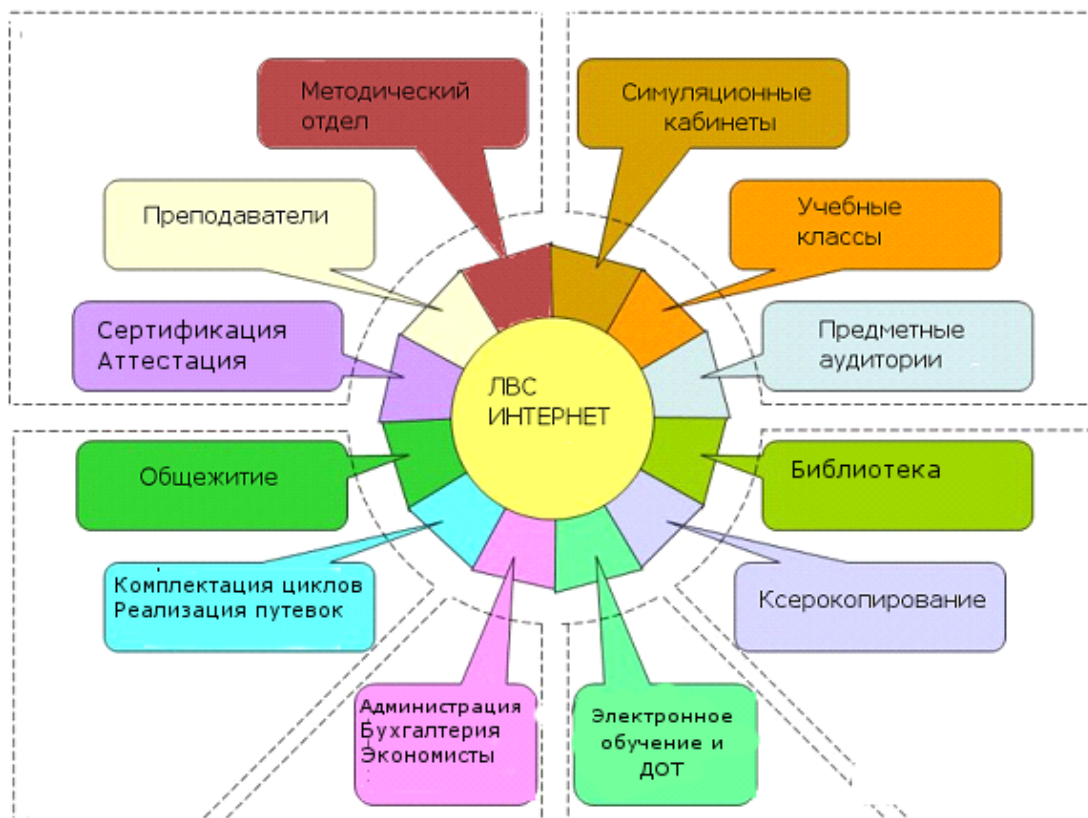 Методический
отдел
Симуляционные
кабинеты
Преподаватели
Учебные
классы
Сертификация
Аттестация
Предметные
аудитории
ЛВС
ИНТЕРНЕТ
Общежитие
Библиотека
Комплектация циклов
Реализация путевок
Ксерокопирование
Администрация
Бухгалтерия
Экономисты
Электронное
обучение и
ДОТ